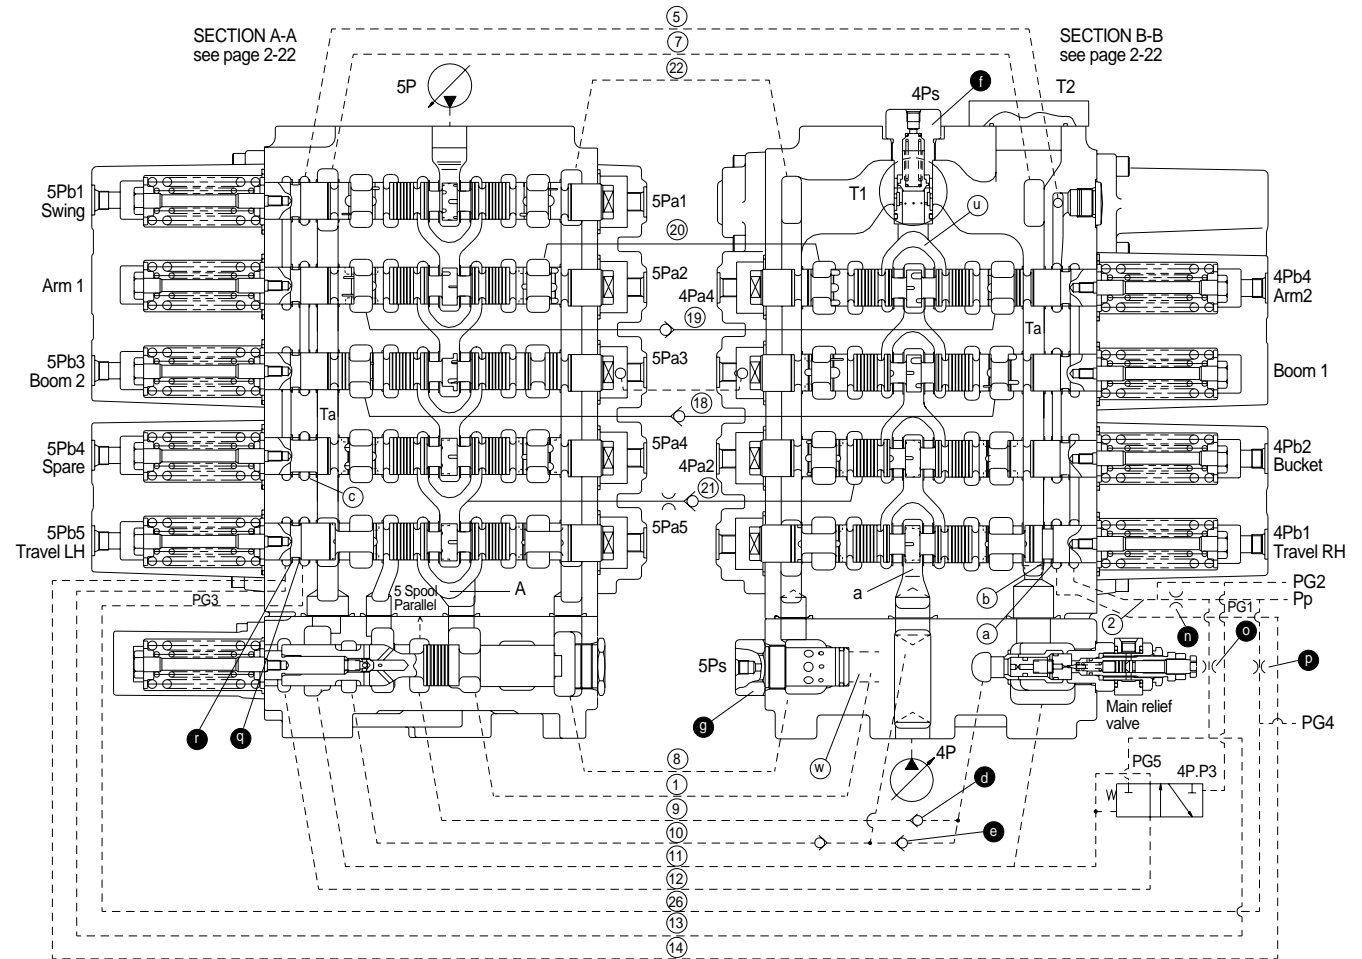 5
7
22
SECTION A-A
see page 2-22
SECTION B-B
see page 2-22
5P
4Ps
f
T2
5Pb1
Swing
5Pa1
T1
u
20
Arm 1
5Pa2
4Pa4
4Pb4
Arm2
19
Ta
5Pb3
Boom 2
5Pa3
Boom 1
18
Ta
5Pb4
Spare
5Pa4
4Pa2
4Pb2
Bucket
c
21
5Pb5
Travel LH
5Pa5
4Pb1
Travel RH
PG3
5 Spool
Parallel
A
a
b
a
2
PG2
Pp
PG1
n
o
p
5Ps
g
w
Main relief
valve
r
q
PG4
4P
8
1
9
10
11
12
26
13
14
d
e
PG5
4P.P3
W